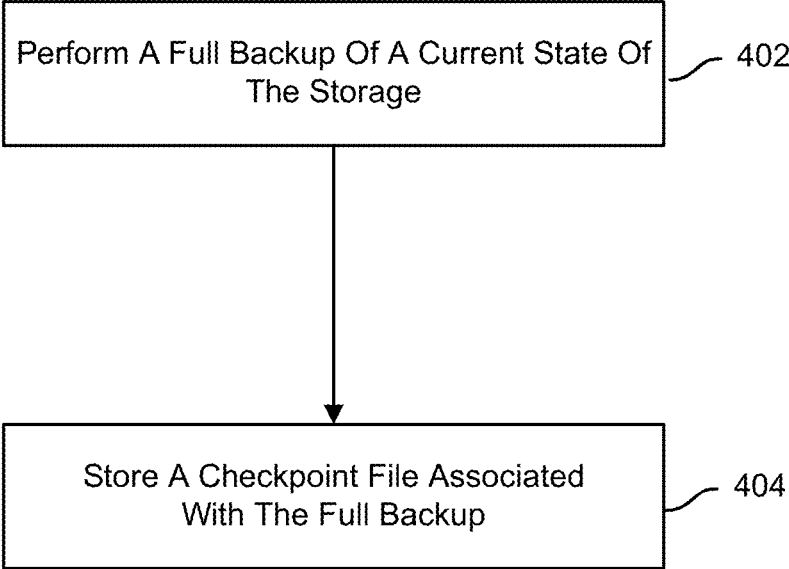 Perform A Full Backup Of A Current State Of
The Storage
402
Store A Checkpoint File Associated
With The Full Backup
404